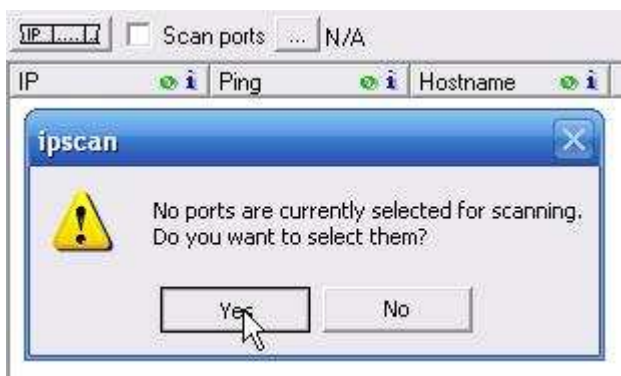 IP
Scan ports ... N/A
IP Ping Hostname
ipscan
No ports are currently selected for scanning.
Do you want to select them?
Yes No